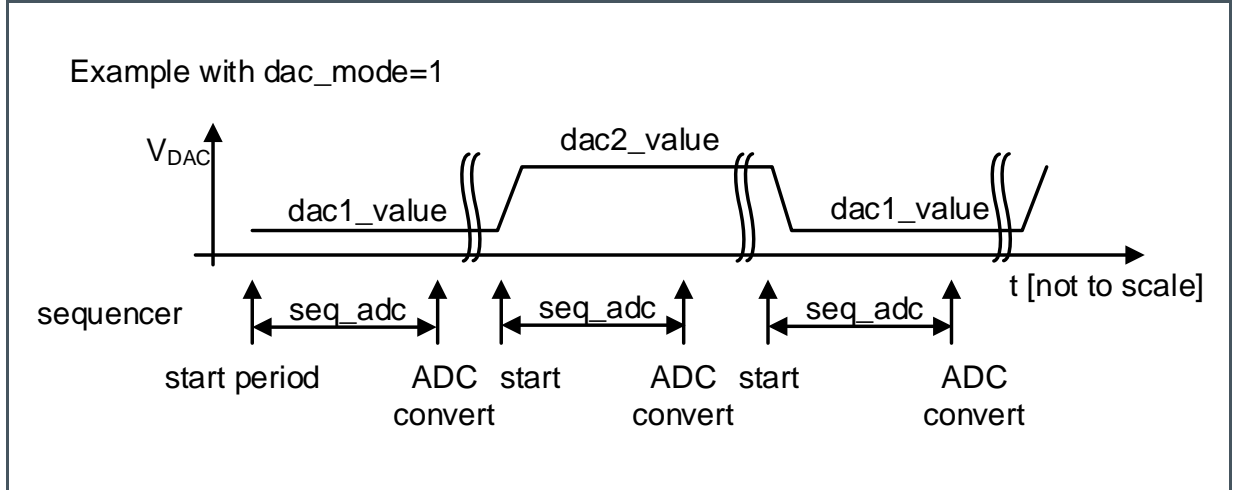 Example with dac_mode=1
VDAC
dac2_value
dac1_value
dac1_value
t [not to scale]
sequencer
seq_adc
seq_adc
seq_adc
start period
ADC
convert
start
ADC
convert
start
ADC
convert